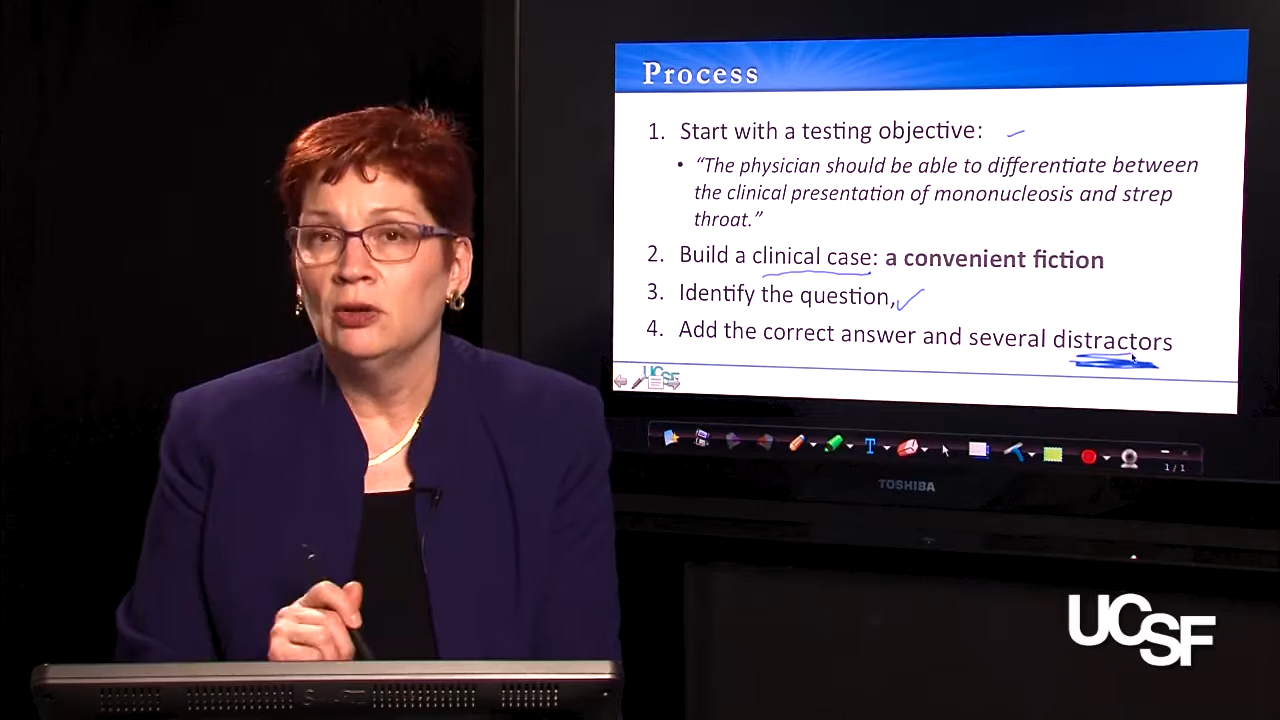 Process
1. Start with a testing objective:
• “The physician should be able to differentiate between
the clinical presentation of mononucleosis and strep
throat.”
2. Build a clinical case: a convenient fiction
3. Identify the question,
4. Add the correct answer and several distractors
UCSF
T
1/1
TOSHIBA
UCSF